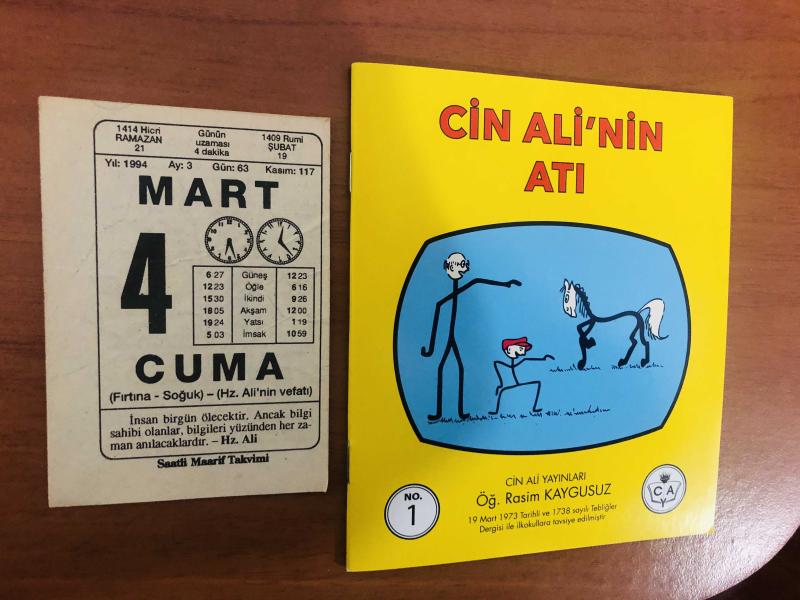 1414 Hicri
RAMAZAN
21
Günün
uzaması
4 dakika
1409 Rumi
ŞUBAT
19
Yıl: 1994 Ay: 3 Gün: 63 Kasım: 117
MART
4
6 27 Güneş 12 23
12 23 Öğle 6 16
15 30 İkindi 9 26
18 05 Akşam 12 00
19 24 Yatsı 1 19
5 03 İmsak 10 59
CUMA
(Fırtına - Soğuk) – (Hz. Ali'nin vefatı)
İnsan birgün ölecektir. Ancak bilgi
sahibi olanlar, bilgileri yüzünden her za-
man anılacaklardır. – Hz. Ali
Saatli Maarif Takvimi
CİN ALİ'NİN
ATI
CİN ALİ YAYINLARI
Öğ. Rasim KAYGUSUZ
19 Mart 1973 Tarihli ve 1738 sayılı Tebliğler
Dergisi ile ilkokullara tavsiye edilmiştir
NO.
1
C A
Y